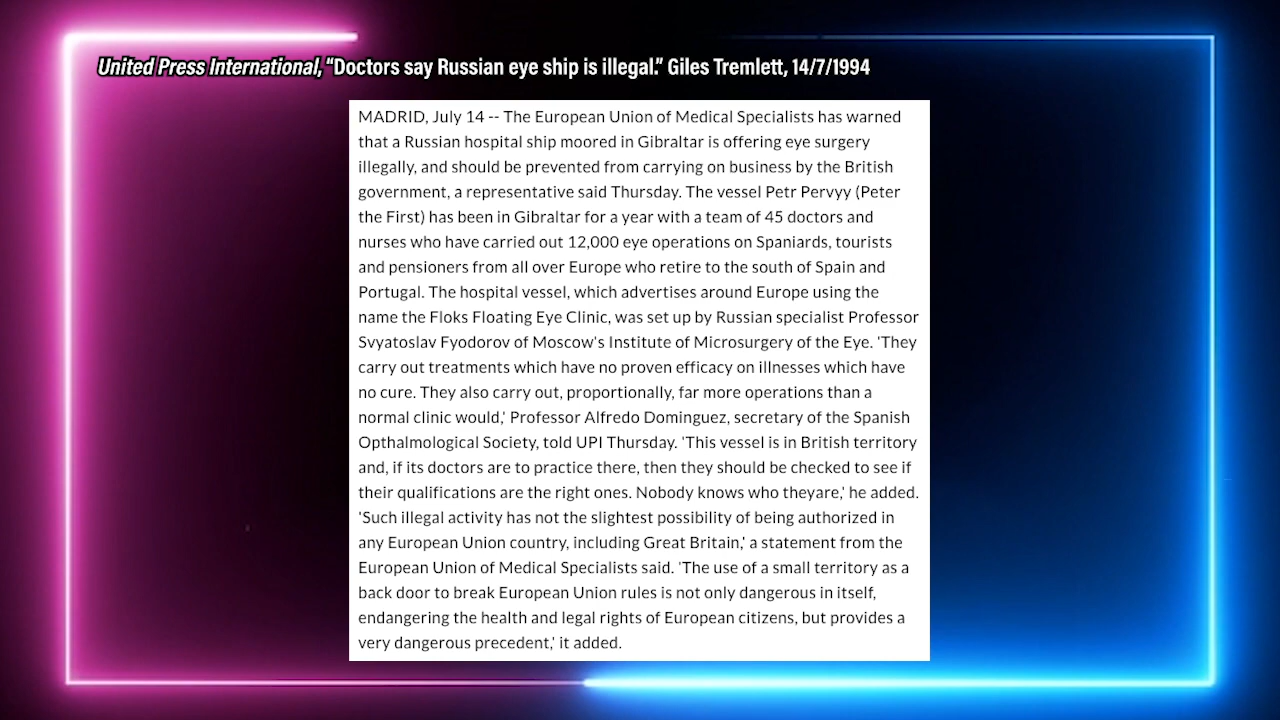 United Press International, “Doctors say Russian eye ship is illegal.” Giles Tremlett, 14/7/1994
MADRID, July 14 -- The European Union of Medical Specialists has warned
that a Russian hospital ship moored in Gibraltar is offering eye surgery
illegally, and should be prevented from carrying on business by the British
government, a representative said Thursday. The vessel Petr Pervyy (Peter
the First) has been in Gibraltar for a year with a team of 45 doctors and
nurses who have carried out 12,000 eye operations on Spaniards, tourists
and pensioners from all over Europe who retire to the south of Spain and
Portugal. The hospital vessel, which advertises around Europe using the
name the Floks Floating Eye Clinic, was set up by Russian specialist Professor
Svyatoslav Fyodorov of Moscow's Institute of Microsurgery of the Eye. 'They
carry out treatments which have no proven efficacy on illnesses which have
no cure. They also carry out, proportionally, far more operations than a
normal clinic would,' Professor Alfredo Dominguez, secretary of the Spanish
Opthalmological Society, told UPI Thursday. 'This vessel is in British territory
and, if its doctors are to practice there, then they should be checked to see if
their qualifications are the right ones. Nobody knows who theyare,' he added.
'Such illegal activity has not the slightest possibility of being authorized in
any European Union country, including Great Britain,' a statement from the
European Union of Medical Specialists said. 'The use of a small territory as a
back door to break European Union rules is not only dangerous in itself,
endangering the health and legal rights of European citizens, but provides a
very dangerous precedent,' it added.